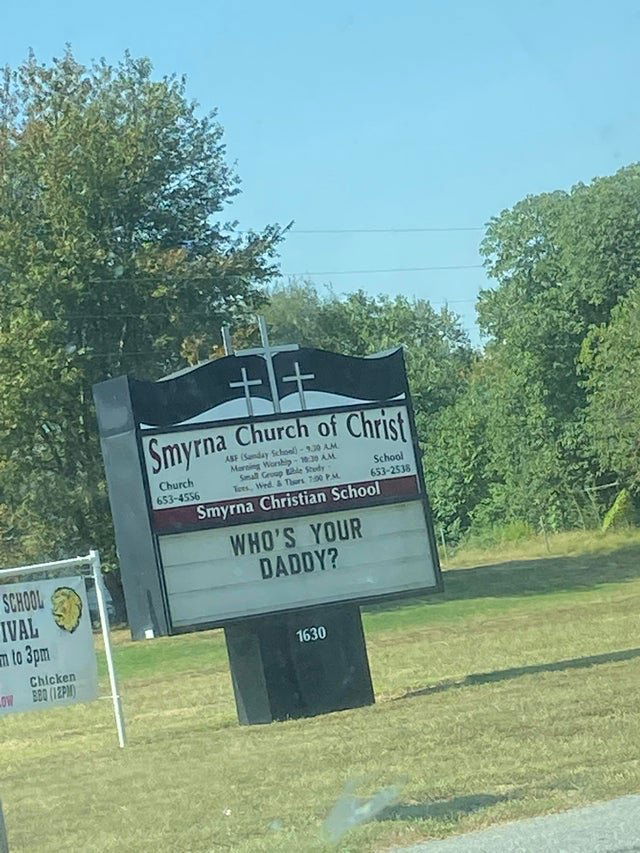 Smyrna Church of Christ
ABF (Sunday School) - 9:30 A.M.
Morning Worship - 10:30 A.M.
Small Group Bible Study -
Tues., Wed. & Thurs. 7:00 P.M.
Church
653-4556
School
653-2538
Smyrna Christian School
WHO'S YOUR
DADDY?
1630
SCHOOL
IVAL
m to 3pm
Chicken
BBQ (12PM)
OW